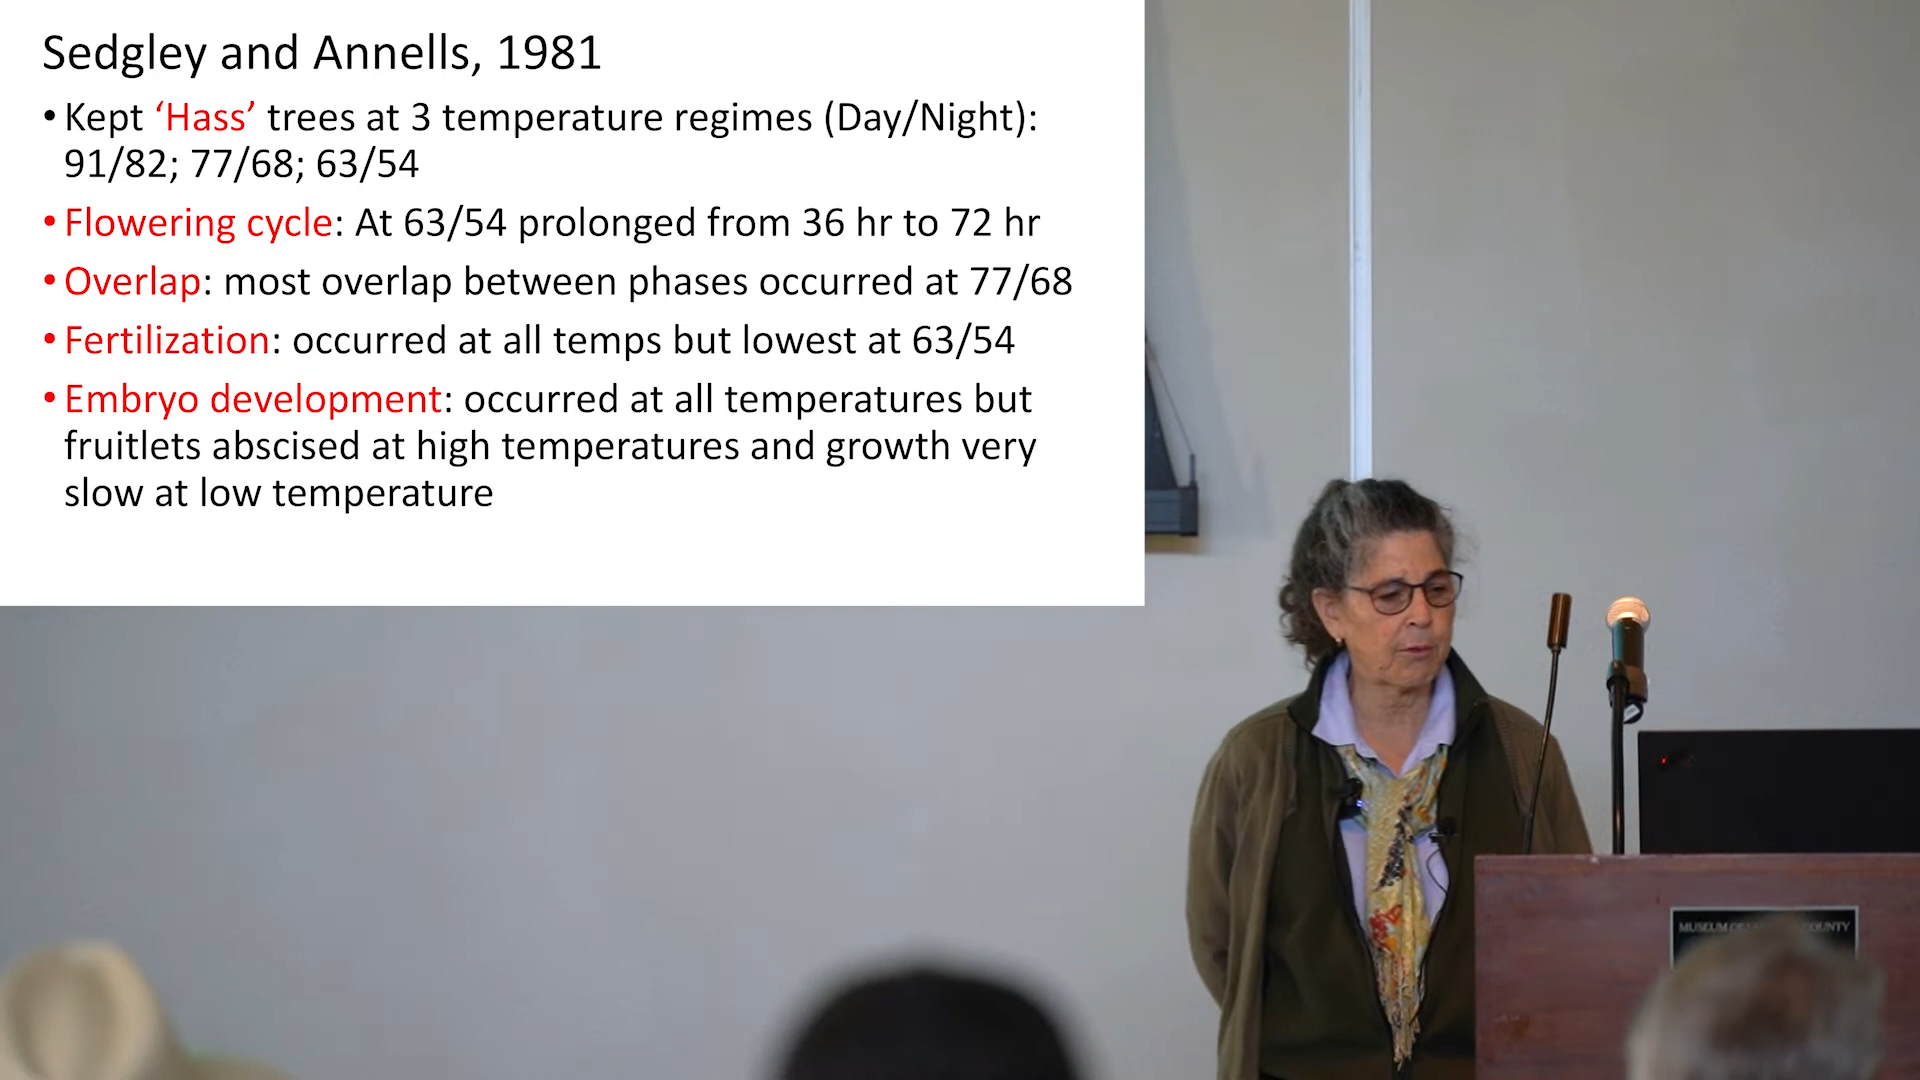 Sedgley and Annells, 1981
• Kept ‘Hass’ trees at 3 temperature regimes (Day/Night):
91/82; 77/68; 63/54
• Flowering cycle: At 63/54 prolonged from 36 hr to 72 hr
• Overlap: most overlap between phases occurred at 77/68
• Fertilization: occurred at all temps but lowest at 63/54
• Embryo development: occurred at all temperatures but
fruitlets abscised at high temperatures and growth very
slow at low temperature
MUSEUM COUNTY